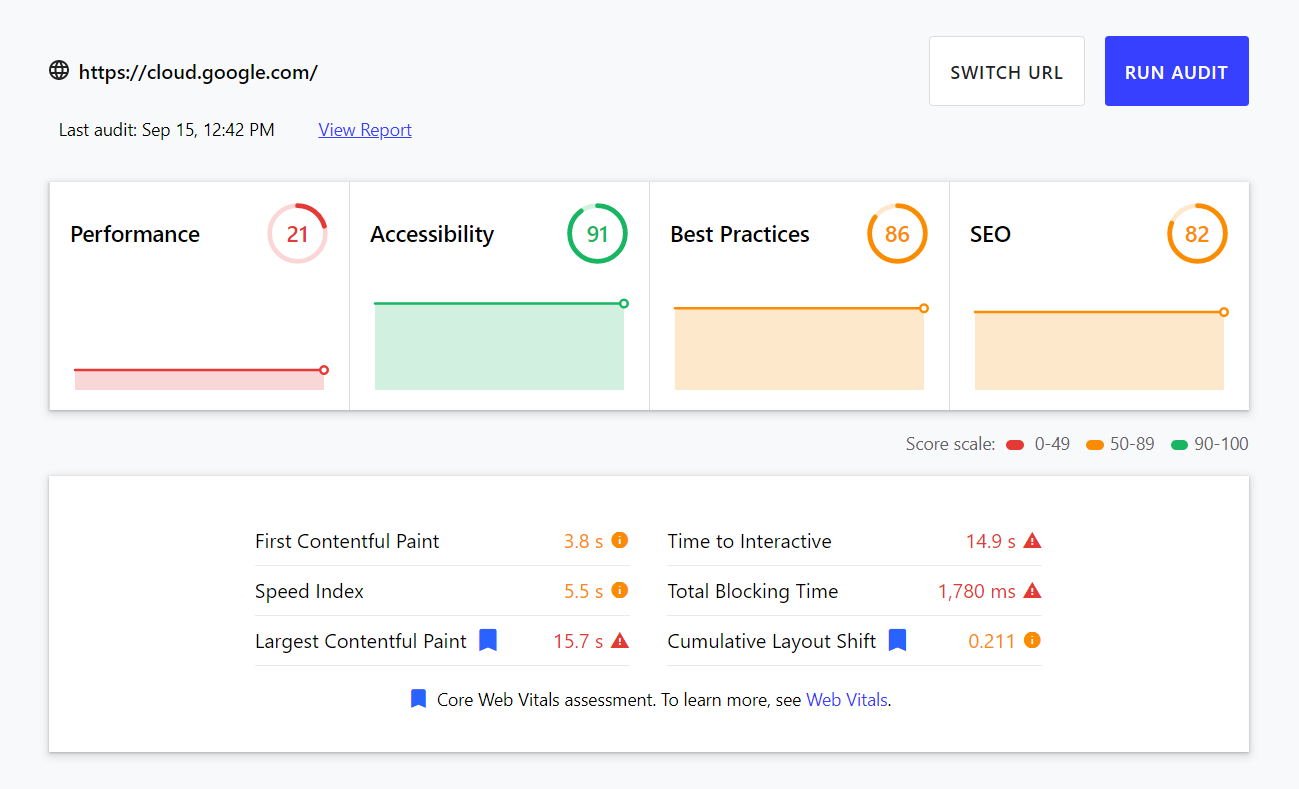 https://cloud.google.com/
SWITCH URL
RUN AUDIT
Last audit: Sep 15, 12:42 PM
View Report
Performance 21
Accessibility 91
Best Practices 86
SEO 82
Score scale: 0-49 50-89 90-100
First Contentful Paint 3.8 s
Time to Interactive 14.9 s
Speed Index 5.5 s
Total Blocking Time 1,780 ms
Largest Contentful Paint 15.7 s
Cumulative Layout Shift 0.211
Core Web Vitals assessment. To learn more, see Web Vitals.